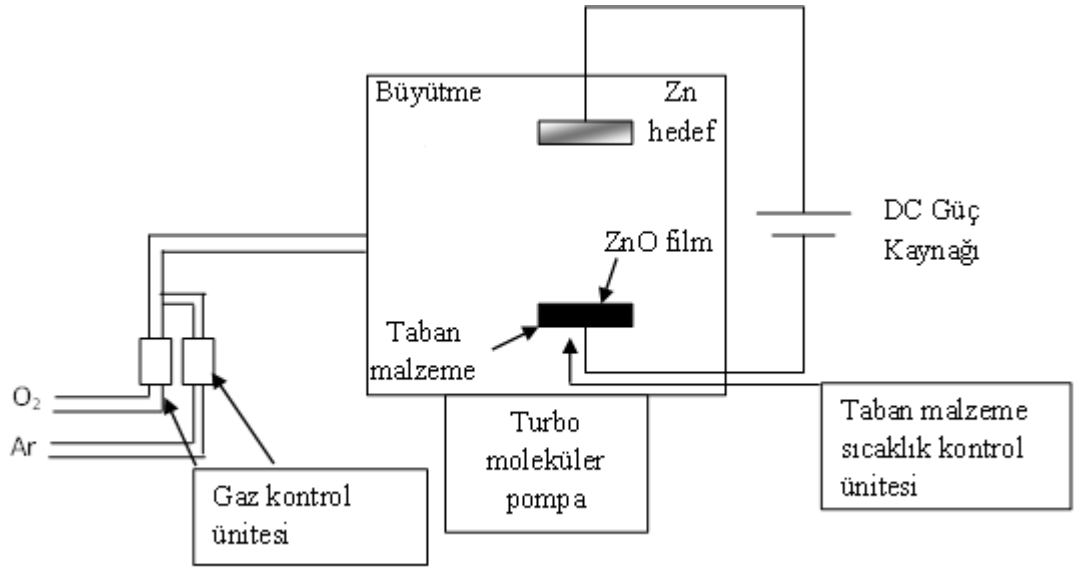 Büyütme
Zn
hedef
DC Güç
Kaynağı
ZnO film
Taban
malzeme
O₂
Ar
Gaz kontrol
ünitesi
Turbo
moleküler
pompa
Taban malzeme
sıcaklık kontrol
ünitesi